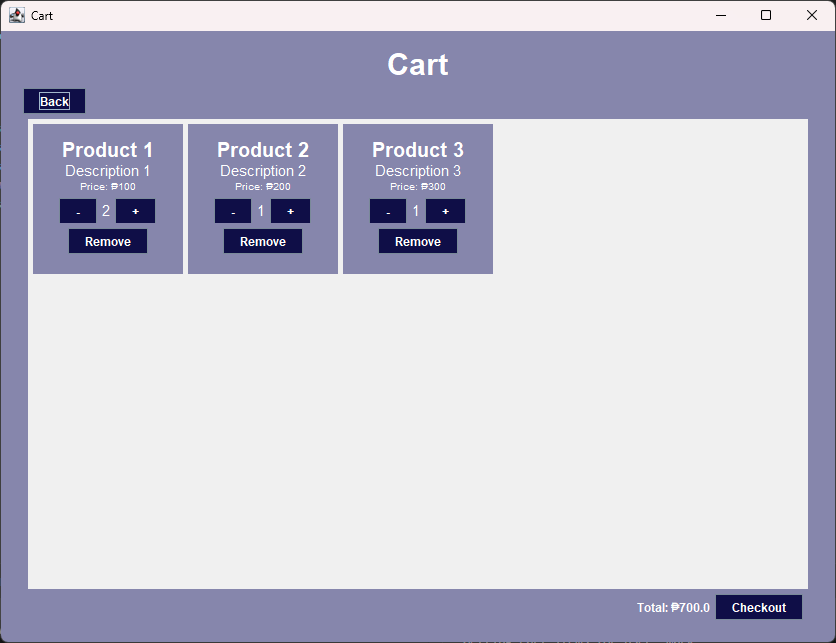 Cart
Cart
Back
Product 1
Description 1
Price: ₱100
- 2 +
Remove
Product 2
Description 2
Price: ₱200
- 1 +
Remove
Product 3
Description 3
Price: ₱300
- 1 +
Remove
Total: ₱700.0
Checkout